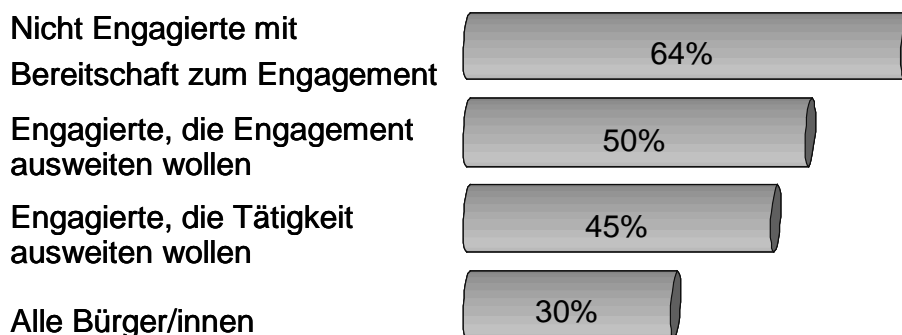 Nicht Engagierte mit
Bereitschaft zum Engagement
64%
Engagierte, die Engagement
ausweiten wollen
50%
Engagierte, die Tätigkeit
ausweiten wollen
45%
Alle Bürger/innen
30%